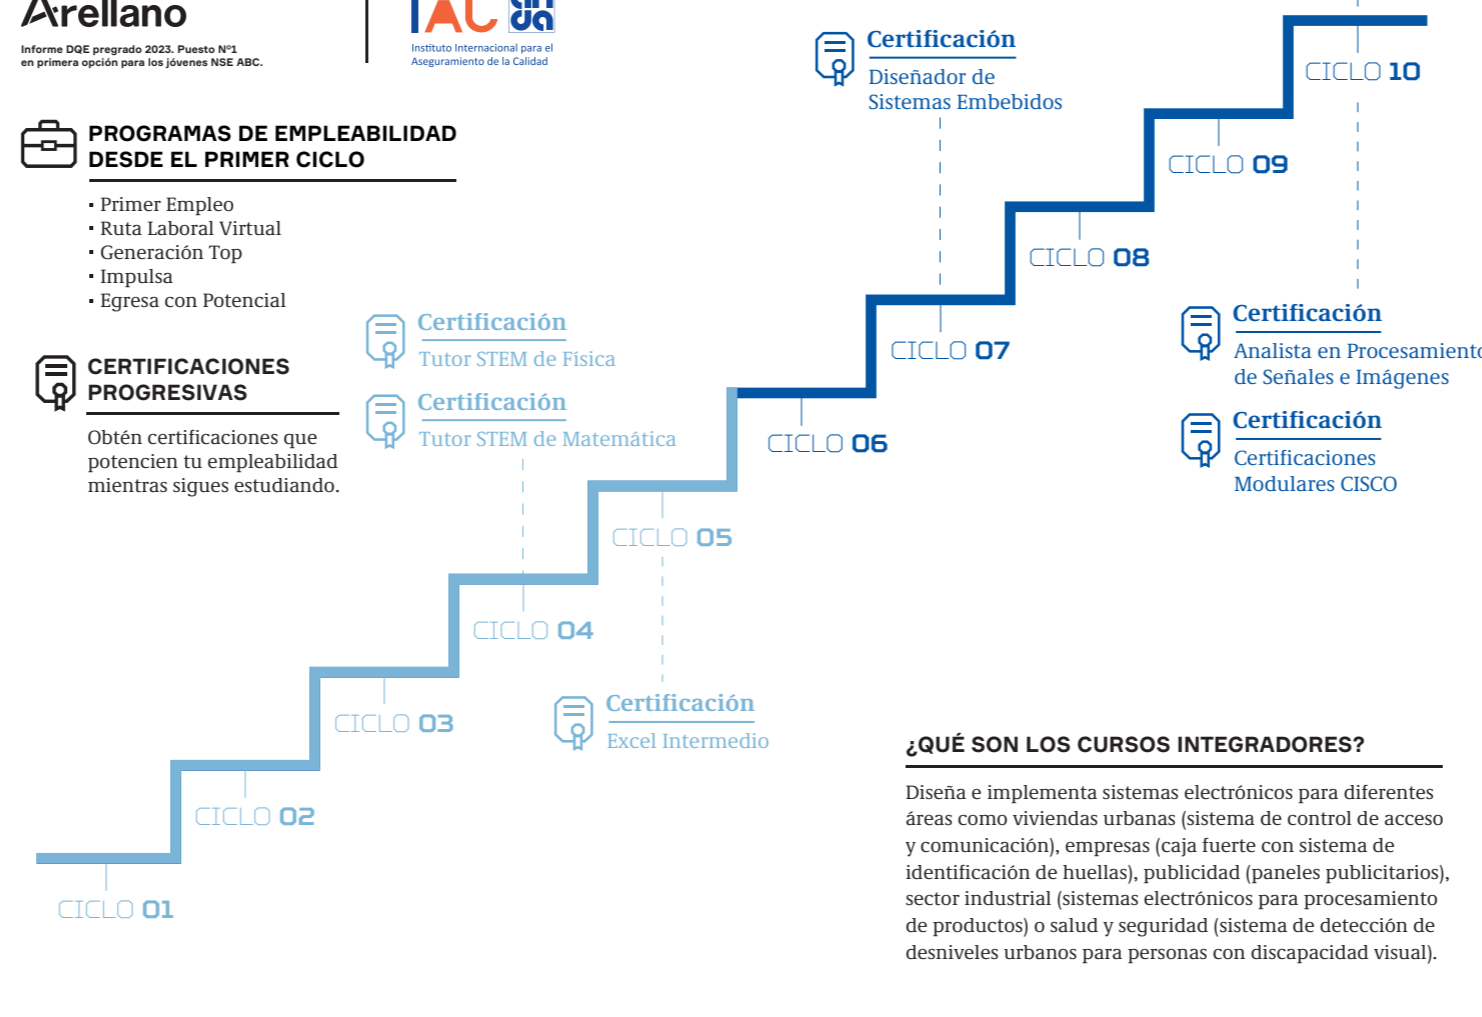 Arellano
Informe DQE pregrado 2023. Puesto N°1
en primera opción para los jóvenes NSE ABC.
IAC
Instituto Internacional para el
Aseguramiento de la Calidad
PROGRAMAS DE EMPLEABILIDAD
DESDE EL PRIMER CICLO
▪ Primer Empleo
▪ Ruta Laboral Virtual
▪ Generación Top
▪ Impulsa
▪ Egresa con Potencial
CERTIFICACIONES
PROGRESIVAS
Obtén certificaciones que
potencien tu empleabilidad
mientras sigues estudiando.
Certificación
Tutor STEM de Física
Certificación
Tutor STEM de Matemática
Certificación
Diseñador de
Sistemas Embebidos
CICLO 10
CICLO 09
CICLO 08
CICLO 07
CICLO 06
CICLO 05
CICLO 04
CICLO 03
CICLO 02
CICLO 01
Certificación
Analista en Procesamiento
de Señales e Imágenes
Certificación
Certificaciones
Modulares CISCO
Certificación
Excel Intermedio
¿QUÉ SON LOS CURSOS INTEGRADORES?
Diseña e implementa sistemas electrónicos para diferentes
áreas como viviendas urbanas (sistema de control de acceso
y comunicación), empresas (caja fuerte con sistema de
identificación de huellas), publicidad (paneles publicitarios),
sector industrial (sistemas electrónicos para procesamiento
de productos) o salud y seguridad (sistema de detección de
desniveles urbanos para personas con discapacidad visual).